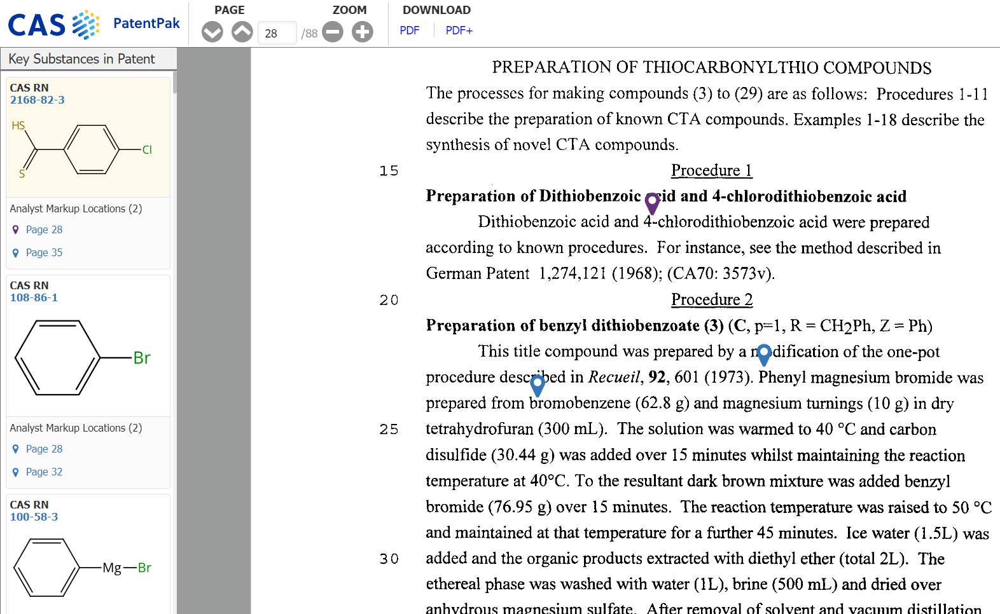 CAS PatentPak
PAGE
28 /88
ZOOM
DOWNLOAD
PDF PDF+
Key Substances in Patent
CAS RN
2168-82-3
HS
Cl
S
Analyst Markup Locations (2)
Page 28
Page 35
CAS RN
108-86-1
Br
Analyst Markup Locations (2)
Page 28
Page 32
CAS RN
100-58-3
Mg Br
PREPARATION OF THIOCARBONYLTHIO COMPOUNDS
The processes for making compounds (3) to (29) are as follows: Procedures 1-11
describe the preparation of known CTA compounds. Examples 1-18 describe the
synthesis of novel CTA compounds.
15 Procedure 1
Preparation of Dithiobenzoic acid and 4-chlorodithiobenzoic acid
Dithiobenzoic acid and 4-chlorodithiobenzoic acid were prepared
according to known procedures. For instance, see the method described in
German Patent 1,274,121 (1968); (CA70: 3573v).
20 Procedure 2
Preparation of benzyl dithiobenzoate (3) (C, p=1, R = CH2Ph, Z = Ph)
This title compound was prepared by a modification of the one-pot
procedure described in Recueil, 92, 601 (1973). Phenyl magnesium bromide was
prepared from bromobenzene (62.8 g) and magnesium turnings (10 g) in dry
25 tetrahydrofuran (300 mL). The solution was warmed to 40 °C and carbon
disulfide (30.44 g) was added over 15 minutes whilst maintaining the reaction
temperature at 40°C. To the resultant dark brown mixture was added benzyl
bromide (76.95 g) over 15 minutes. The reaction temperature was raised to 50 °C
and maintained at that temperature for a further 45 minutes. Ice water (1.5L) was
30 added and the organic products extracted with diethyl ether (total 2L). The
ethereal phase was washed with water (1L), brine (500 mL) and dried over
anhydrous magnesium sulfate. After removal of solvent and vacuum distillation